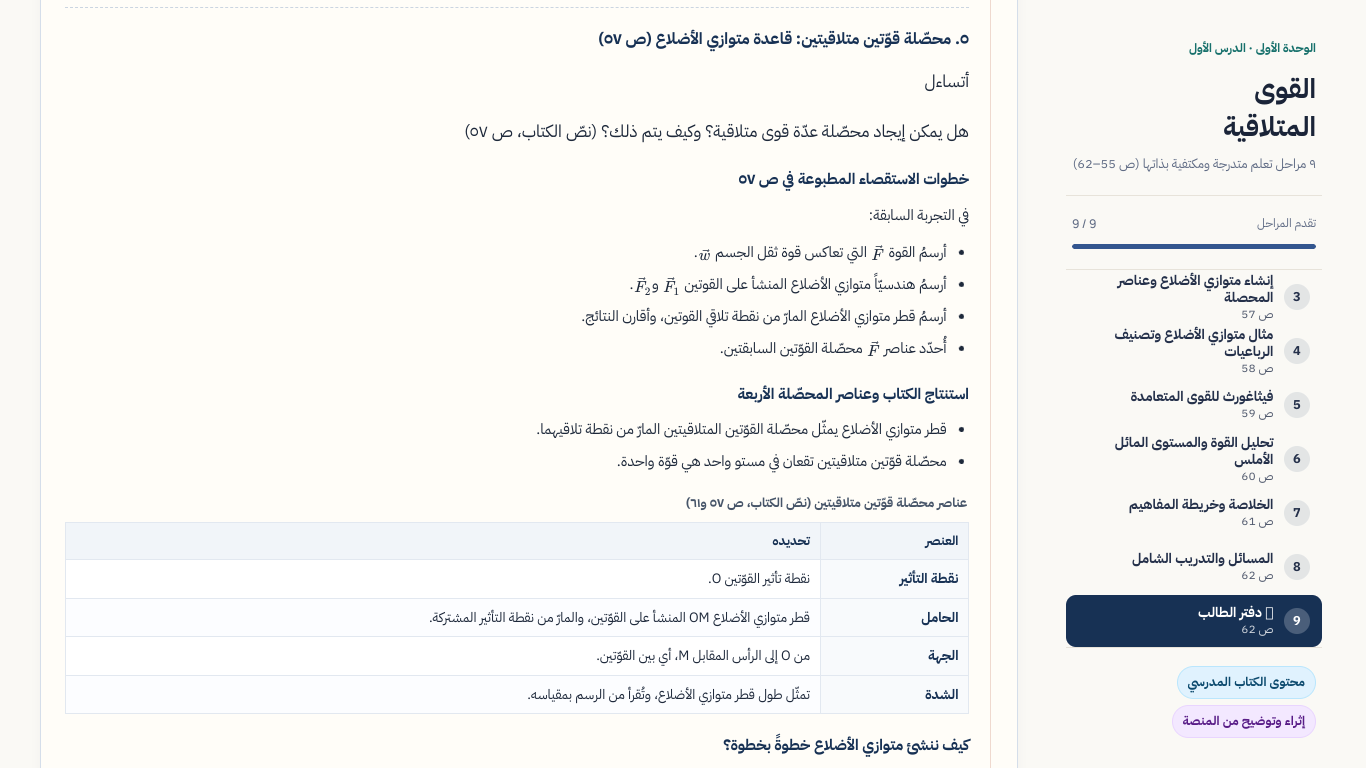 الوحدة الأولى · الدرس الأول
القوى
المتلاقية
٩ مراحل تعلم متدرجة ومكتفية بذاتها (ص 55–62)
تقدم المراحل
9 / 9
3
إنشاء متوازي الأضلاع وعناصر
المحصلة
ص 57
4
مثال متوازي الأضلاع وتصنيف
الرباعيات
ص 58
5
فيثاغورث للقوى المتعامدة
ص 59
6
تحليل القوة والمستوى المائل
الأملس
ص 60
7
الخلاصة وخريطة المفاهيم
ص 61
8
المسائل والتدريب الشامل
ص 62
9
دفتر الطالب
ص 62
محتوى الكتاب المدرسي
إثراء وتوضيح من المنصة
٥. محصّلة قوّتين متلاقيتين: قاعدة متوازي الأضلاع (ص ٥٧)
أتساءل
هل يمكن إيجاد محصّلة عدّة قوى متلاقية؟ وكيف يتم ذلك؟ (نصّ الكتاب، ص ٥٧)
خطوات الاستقصاء المطبوعة في ص ٥٧
في التجربة السابقة:
• أرسمُ القوة F⃗ التي تعاكس قوة ثقل الجسم w⃗.
• أرسمُ هندسيّاً متوازي الأضلاع المنشأ على القوتين F⃗₁ وF⃗₂.
• أرسمُ قطر متوازي الأضلاع المارّ من نقطة تلاقي القوتين، وأقارن النتائج.
• أُحدّد عناصر F⃗ محصّلة القوّتين السابقتين.
استنتاج الكتاب وعناصر المحصّلة الأربعة
• قطر متوازي الأضلاع يمثّل محصّلة القوّتين المتلاقيتين المارّ من نقطة تلاقيهما.
• محصّلة قوّتين متلاقيتين تقعان في مستو واحد هي قوّة واحدة.
عناصر محصّلة قوّتين متلاقيتين (نصّ الكتاب، ص ٥٧ و٦١)
العنصر تحديده
نقطة التأثير نقطة تأثير القوّتين O.
الحامل قطر متوازي الأضلاع OM المنشأ على القوّتين، والمارّ من نقطة التأثير المشتركة.
الجهة من O إلى الرأس المقابل M، أي بين القوّتين.
الشدة تمثّل طول قطر متوازي الأضلاع، وتُقرأ من الرسم بمقياسه.
كيف ننشئ متوازي الأضلاع خطوةً بخطوة؟